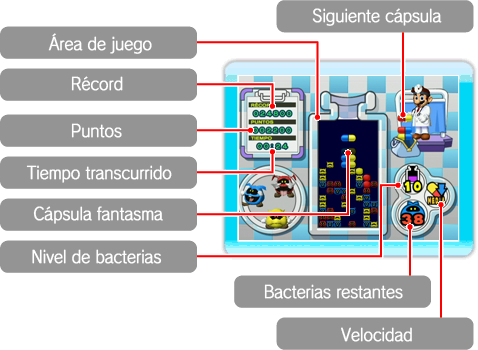 Siguiente cápsula
Área de juego
Récord
Puntos
Tiempo transcurrido
Cápsula fantasma
Nivel de bacterias
Bacterias restantes
Velocidad
RÉCORD
024800
PUNTOS
002200
TIEMPO
00:24
10
38